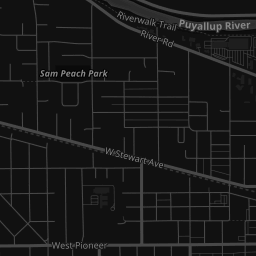 Riverwalk Trail
Puyallup River
River Rd
Sam Peach Park
W Stewart Ave
West Pioneer